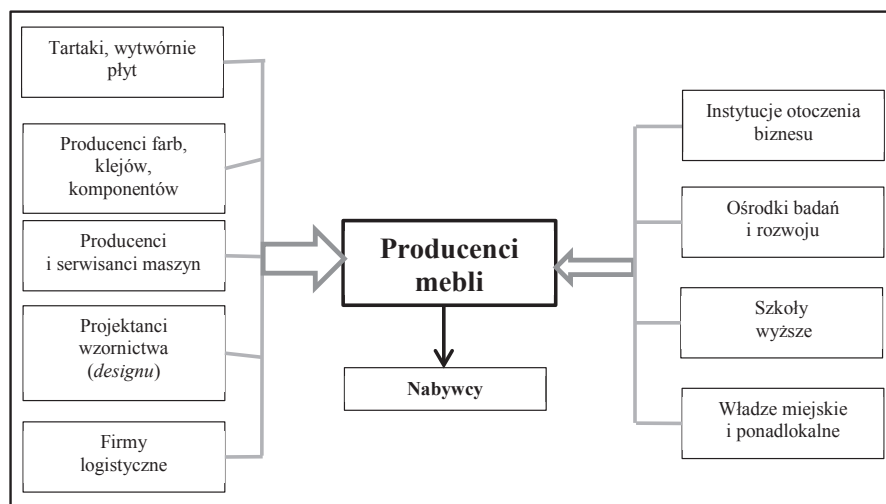 Tartaki, wytwórnie
płyt
Producenci farb,
klejów,
komponentów
Producenci
i serwisanci maszyn
Projektanci
wzornictwa
(designu)
Firmy
logistyczne
Producenci
mebli
Nabywcy
Instytucje otoczenia
biznesu
Ośrodki badań
i rozwoju
Szkoły
wyższe
Władze miejskie
i ponadlokalne